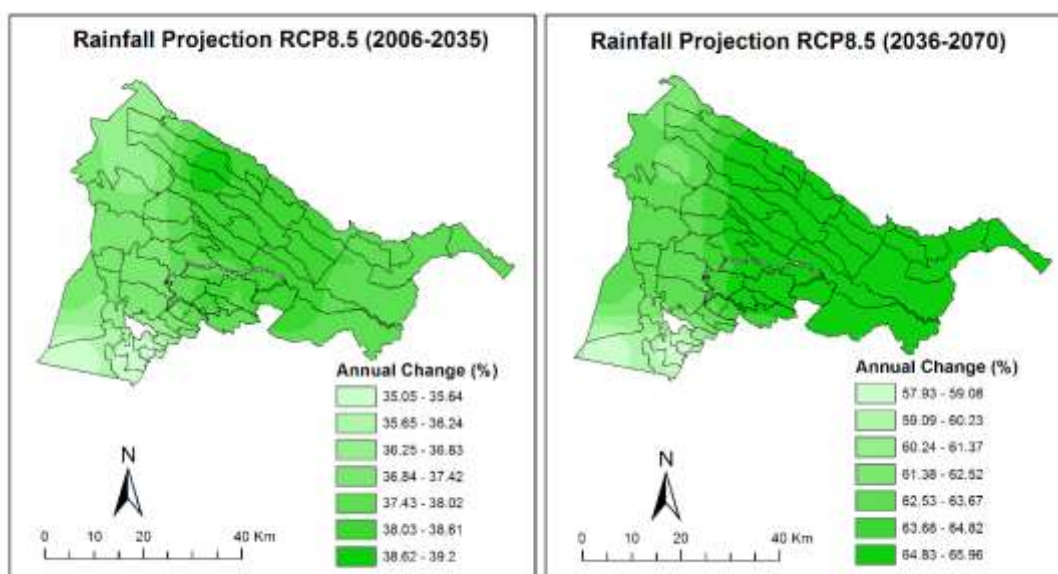 Rainfall Projection RCP8.5 (2006-2035)
Annual Change (%)
35.05 - 35.64
35.65 - 36.24
36.25 - 36.83
36.84 - 37.42
37.43 - 38.02
38.03 - 38.61
38.62 - 39.2
N
0 10 20 40 Km
Rainfall Projection RCP8.5 (2036-2070)
Annual Change (%)
57.93 - 59.08
59.09 - 60.23
60.24 - 61.37
61.38 - 62.52
62.53 - 63.67
63.68 - 64.82
64.83 - 65.96
N
0 10 20 40 Km